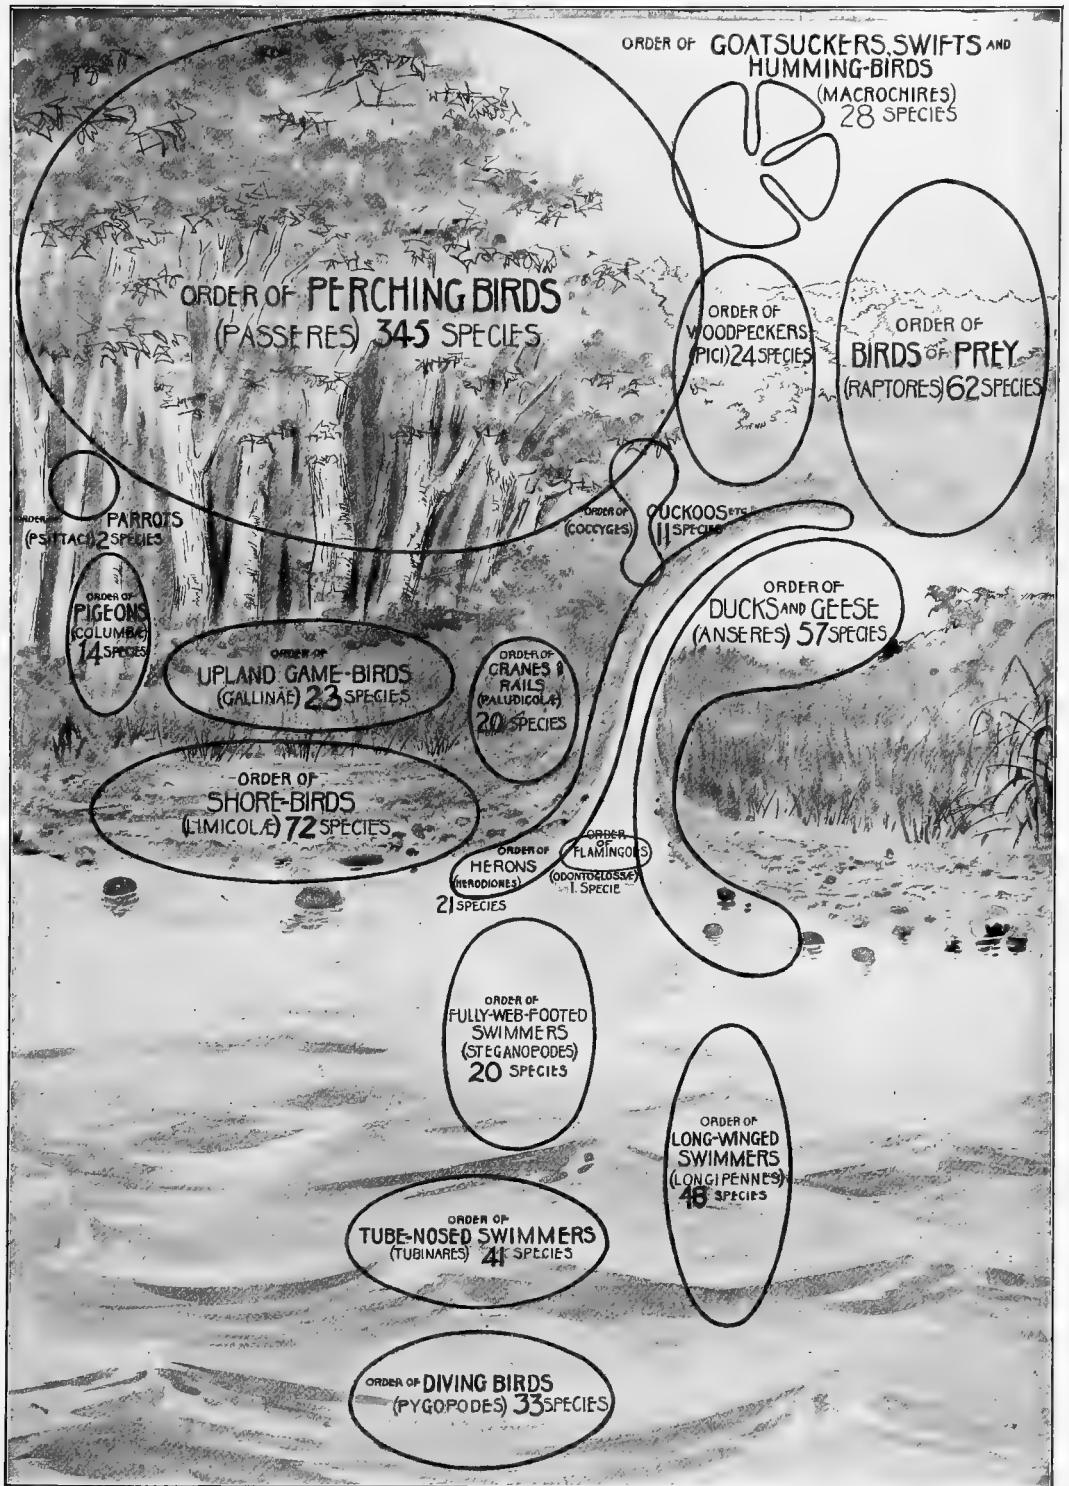 ORDER OF GOATSUCKERS, SWIFTS AND
HUMMING-BIRDS
(MACROCHIRES)
28 SPECIES
ORDER OF PERCHING BIRDS
(PASSERES) 345 SPECIES
ORDER OF
WOODPECKERS
(PICI) 24 SPECIES
ORDER OF
BIRDS OF PREY
(RAPTORES) 62 SPECIES
ORDER OF CUCKOOS ETC
(COCCYGES) 11 SPECIES
ORDER PARROTS
(PSITTACI) 2 SPECIES
ORDER OF
PIGEONS
(COLUMBÆ)
14 SPECIES
ORDER OF
UPLAND GAME-BIRDS
(GALLINÆ) 23 SPECIES
ORDER OF
CRANES &
RAILS
(PALUDICOLÆ)
20 SPECIES
ORDER OF
DUCKS AND GEESE
(ANSERES) 57 SPECIES
ORDER OF
SHORE-BIRDS
(LIMICOLÆ) 72 SPECIES
ORDER OF
HERONS
(HERODIONES)
21 SPECIES
ORDER
OF
FLAMINGOES
(ODONTOGLOSSÆ)
1. SPECIE
ORDER OF
FULLY-WEB-FOOTED
SWIMMERS
(STEGANOPODES)
20 SPECIES
ORDER OF
LONG-WINGED
SWIMMERS
(LONGIPENNES)
48 SPECIES
ORDER OF
TUBE-NOSED SWIMMERS
(TUBINARES) 41 SPECIES
ORDER OF DIVING BIRDS
(PYGOPODES) 33 SPECIES